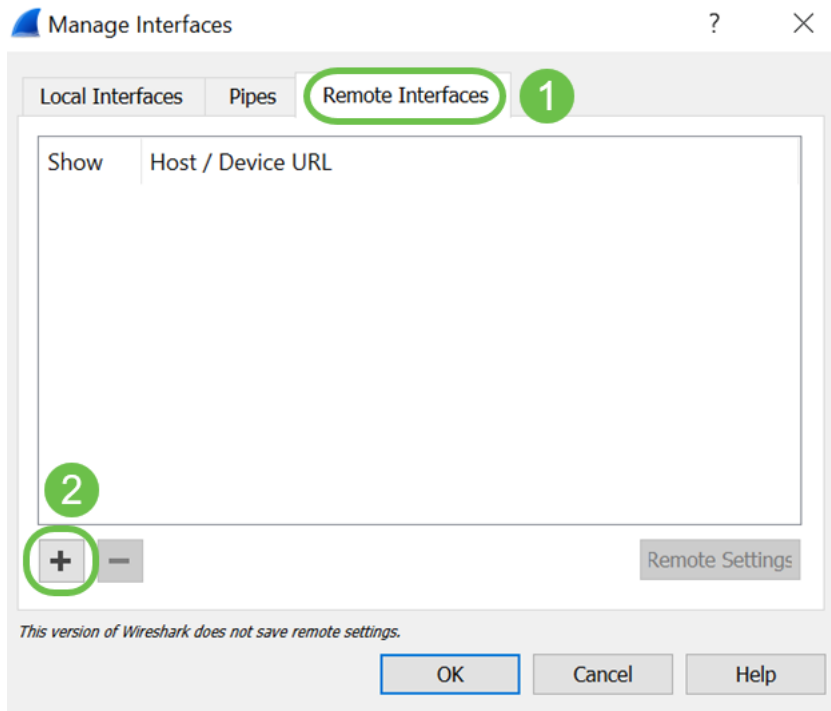 Manage Interfaces ?
Local Interfaces Pipes Remote Interfaces 1
Show Host / Device URL
2
Remote Settings
This version of Wireshark does not save remote settings.
OK Cancel Help